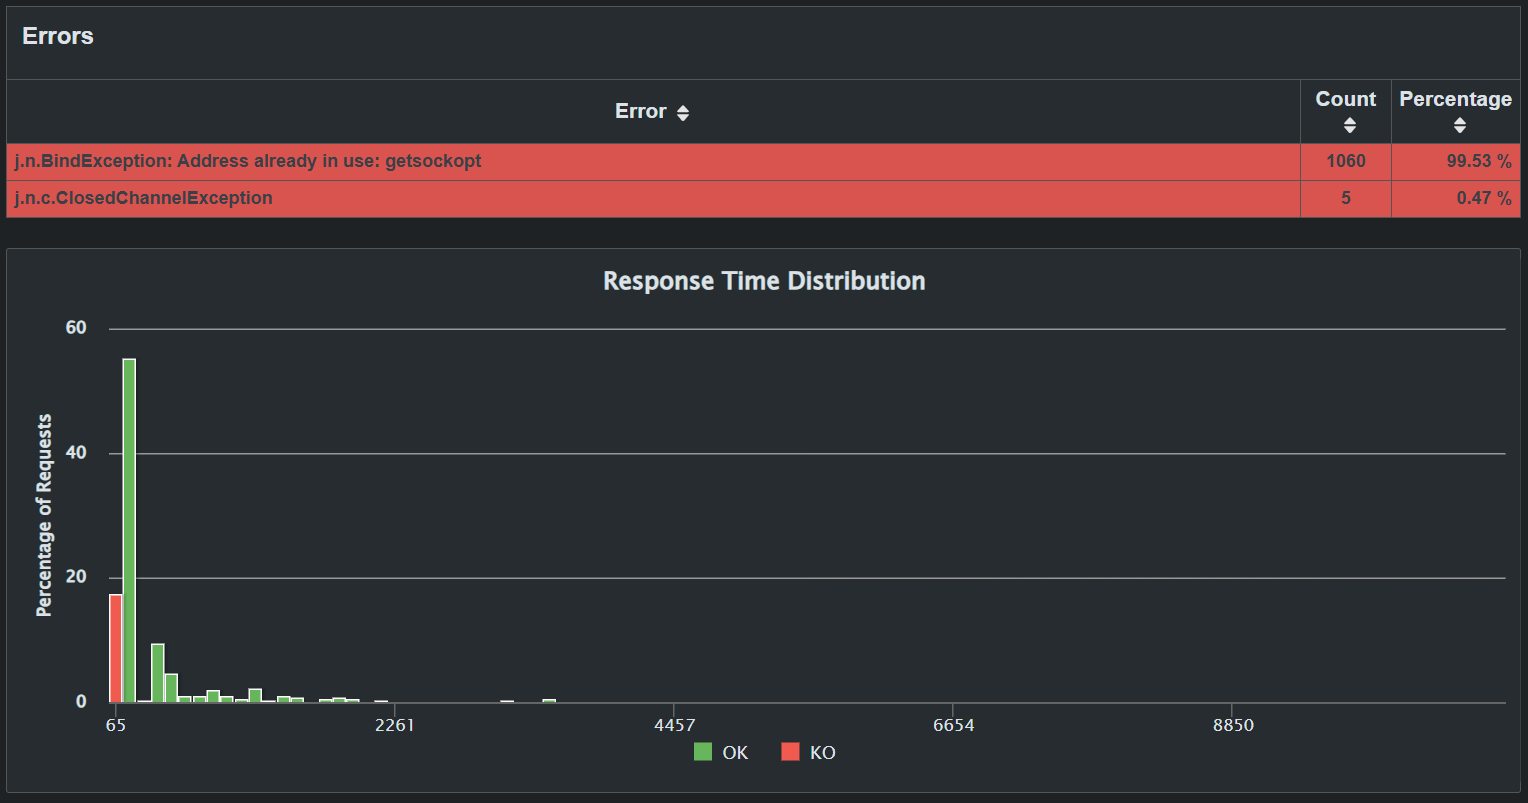 Errors
Error Count Percentage
j.n.BindException: Address already in use: getsockopt 1060 99.53 %
j.n.c.ClosedChannelException 5 0.47 %
Response Time Distribution
Percentage of Requests
60
40
20
0
65 2261 4457 6654 8850
OK KO